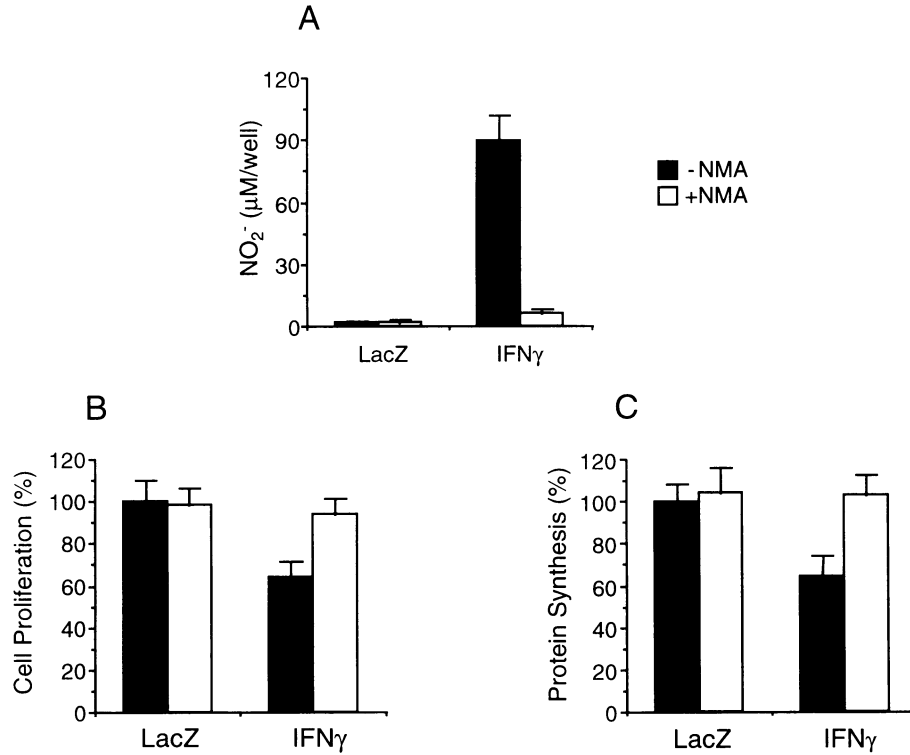 A
NO₂⁻ (μM/well)
120
90
60
30
0
LacZ
IFNγ
-NMA
+NMA
B
Cell Proliferation (%)
120
100
80
60
40
20
0
LacZ
IFNγ
C
Protein Synthesis (%)
120
100
80
60
40
20
0
LacZ
IFNγ